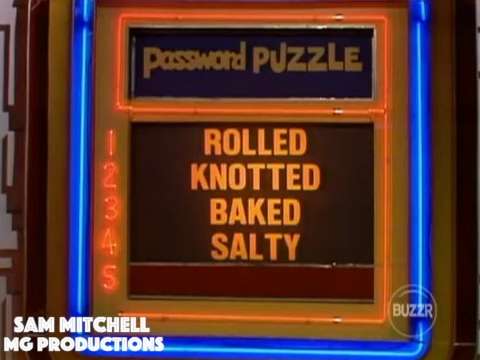 password PUZZLE
1
2
3
4
5
ROLLED
KNOTTED
BAKED
SALTY
BUZZR
SAM MITCHELL
MG PRODUCTIONS